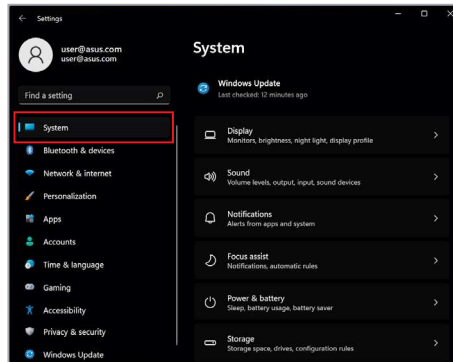 Settings
user@asus.com
user@asus.com
Find a setting
System
Bluetooth & devices
Network & internet
Personalization
Apps
Accounts
Time & language
Gaming
Accessibility
Privacy & security
Windows Update
System
Windows Update
Last checked: 12 minutes ago
Display
Monitors, brightness, night light, display profile
Sound
Volume levels, output, input, sound devices
Notifications
Alerts from apps and system
Focus assist
Notifications, automatic rules
Power & battery
Sleep, battery usage, battery saver
Storage
Storage space, drives, configuration rules